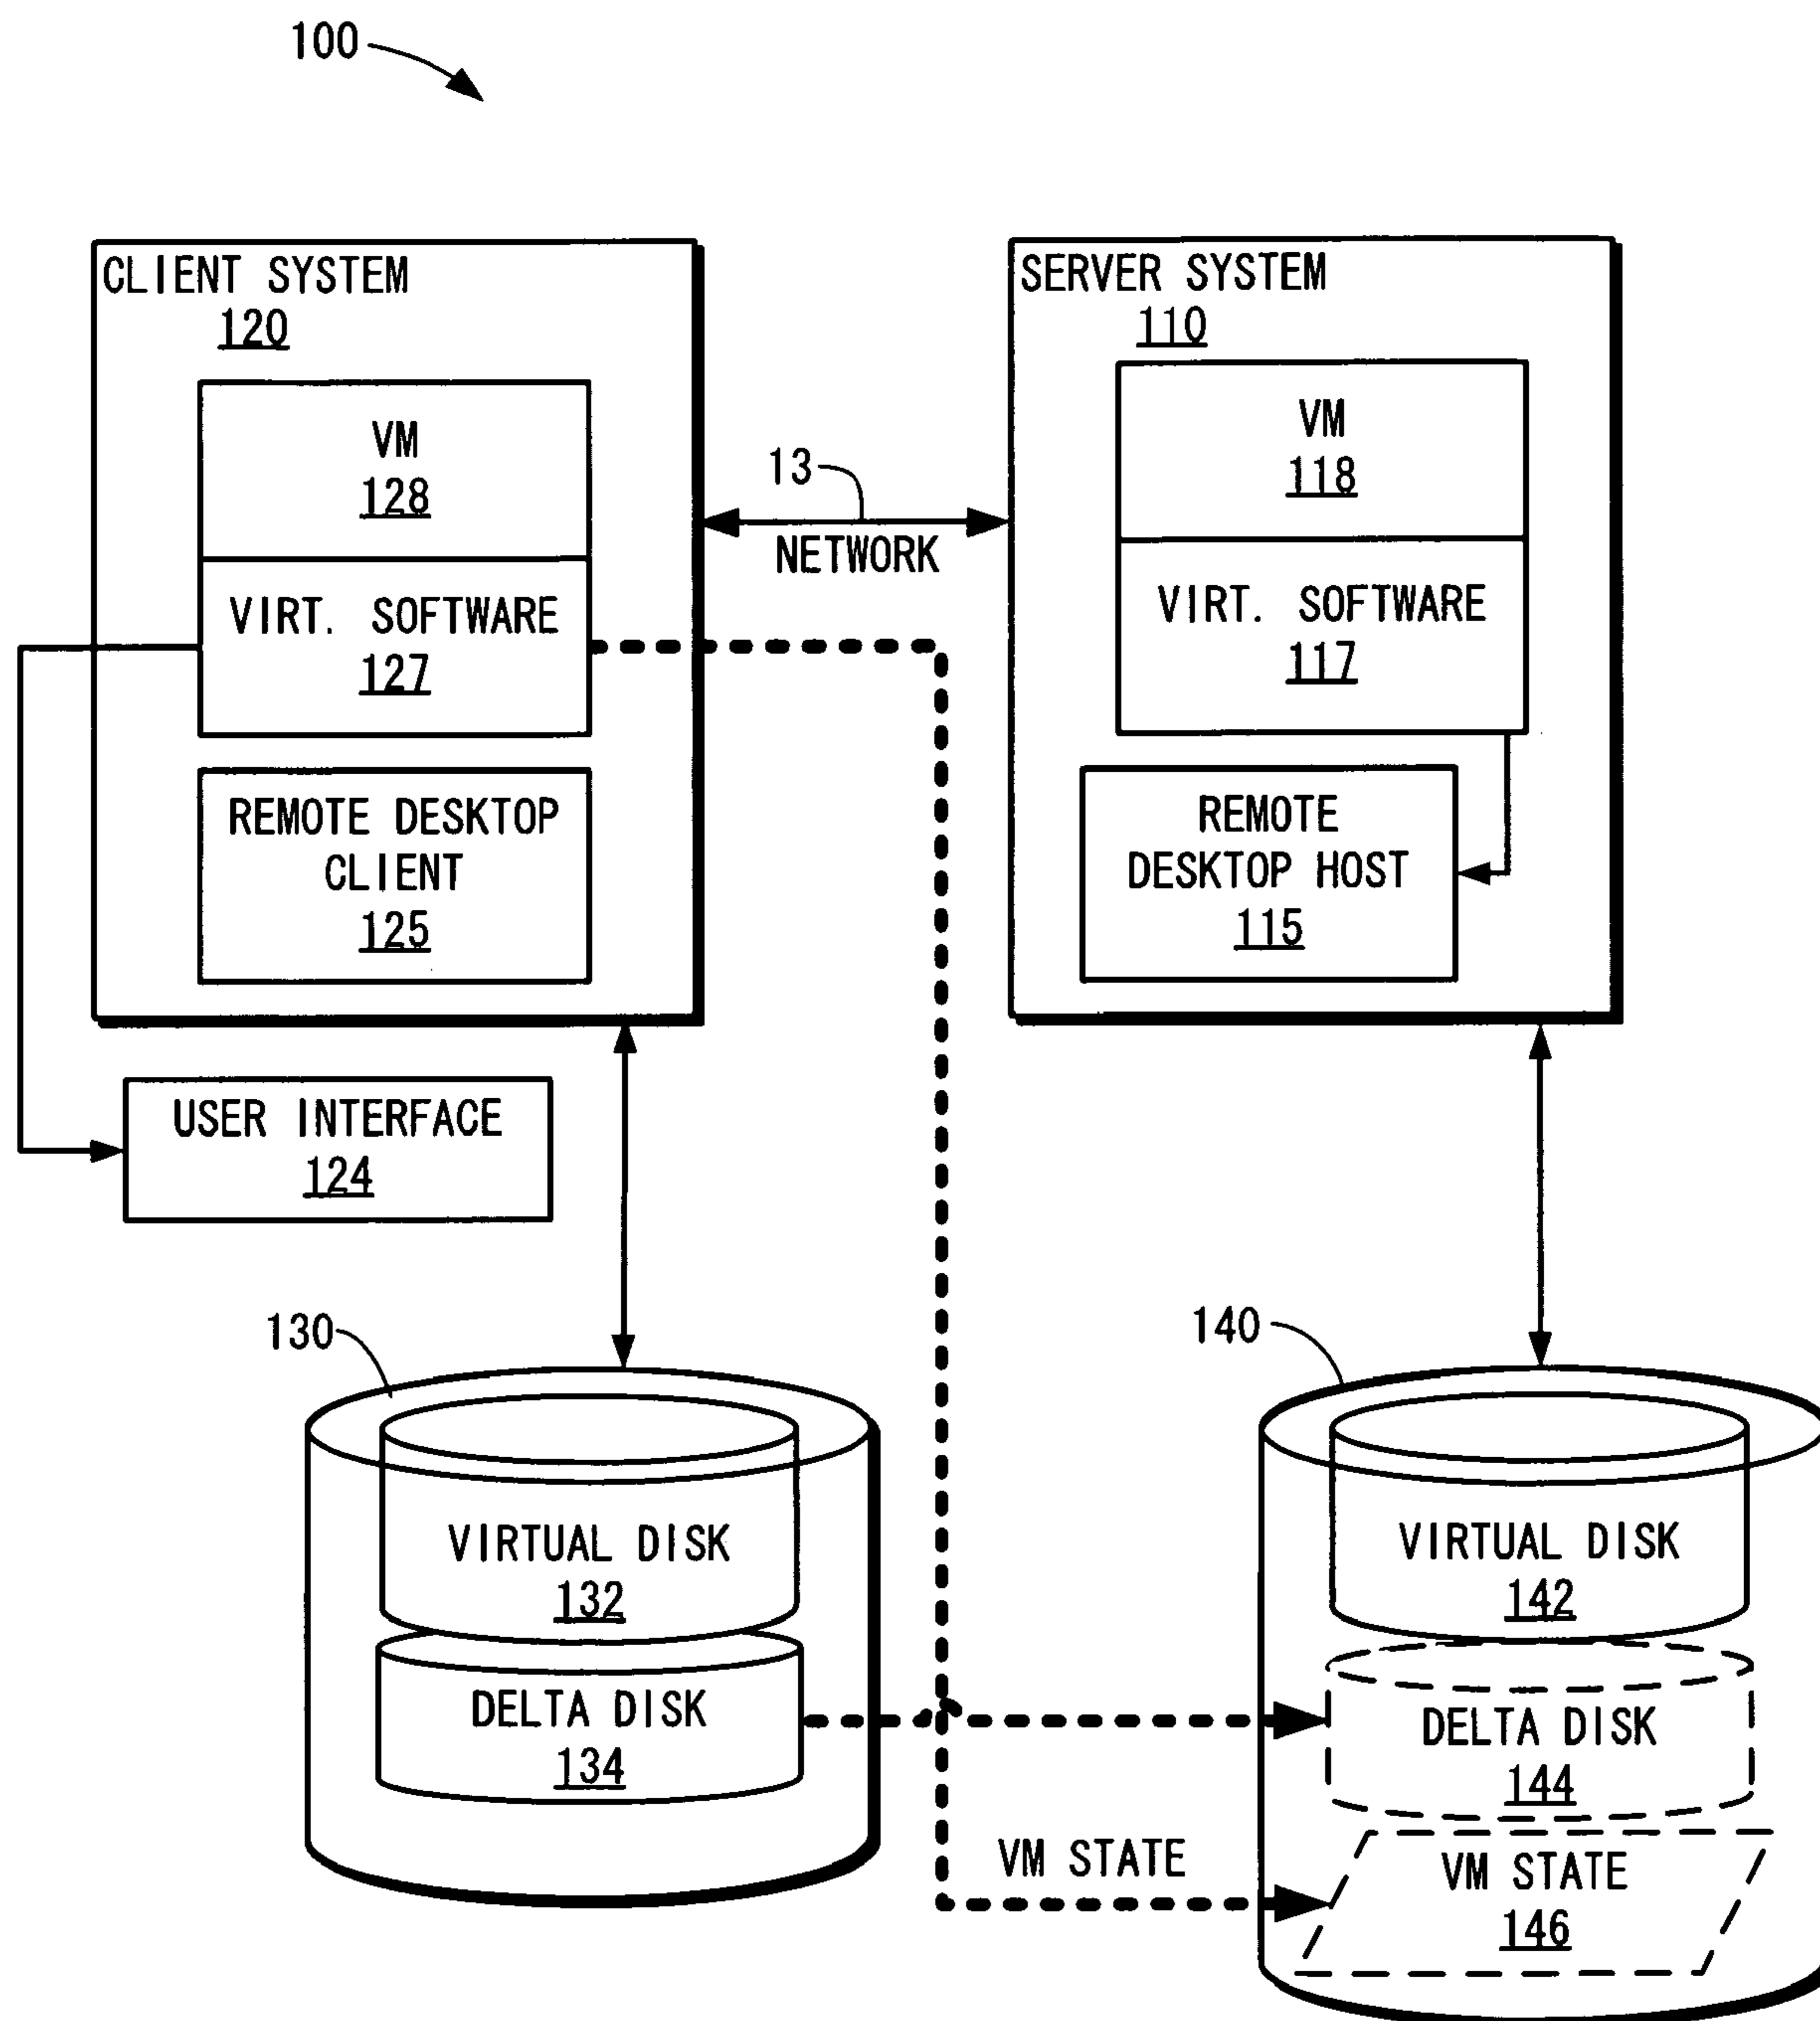 100
CLIENT SYSTEM
120
VM
128
VIRT. SOFTWARE
127
REMOTE DESKTOP
CLIENT
125
13
NETWORK
SERVER SYSTEM
110
VM
118
VIRT. SOFTWARE
117
REMOTE
DESKTOP HOST
115
USER INTERFACE
124
130
VIRTUAL DISK
132
DELTA DISK
134
VM STATE
140
VIRTUAL DISK
142
DELTA DISK
144
VM STATE
146